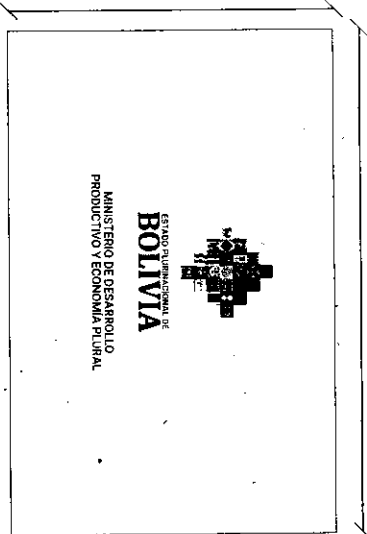 ESTADO PLURINACIONAL DE
BOLIVIA
MINISTERIO DE DESARROLLO
PRODUCTIVO Y ECONOMÍA PLURAL